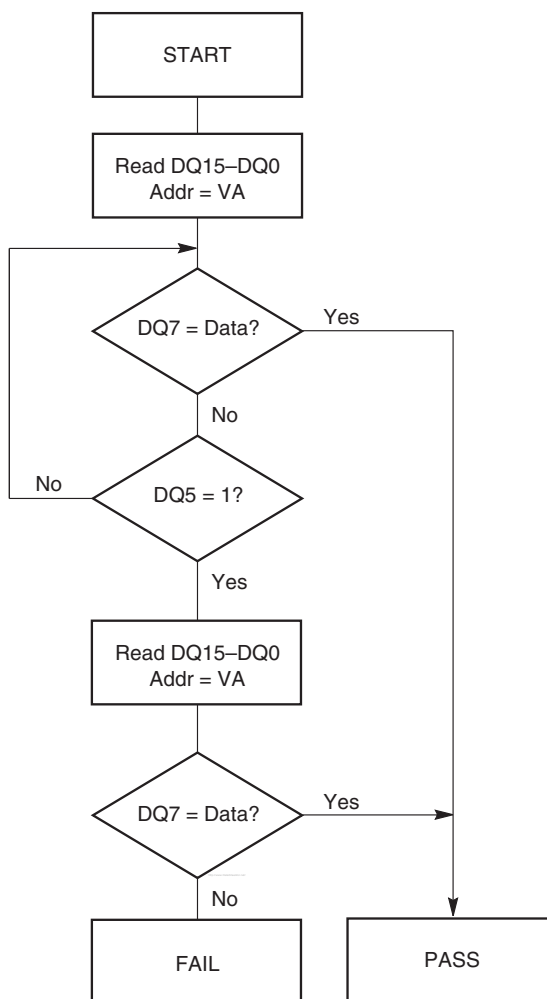 START
Read DQ15–DQ0
Addr = VA
DQ7 = Data?
Yes
No
No
DQ5 = 1?
Yes
Read DQ15–DQ0
Addr = VA
DQ7 = Data?
Yes
No
FAIL
PASS